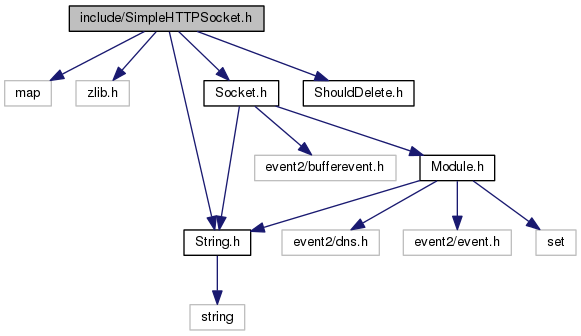 include/SimpleHTTPSocket.h
map
zlib.h
Socket.h
ShouldDelete.h
event2/bufferevent.h
Module.h
String.h
event2/dns.h
event2/event.h
set
string